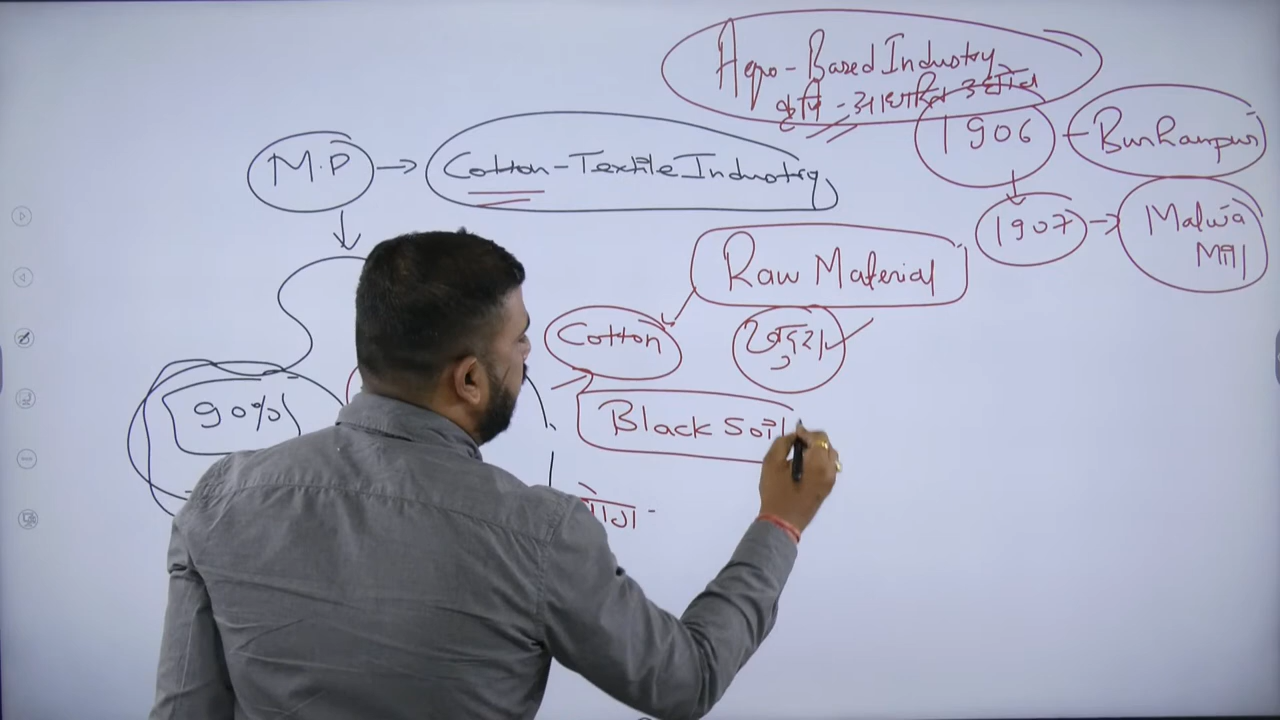 Agro-Based Industry
कृषि - आधारित उद्योग
1906 - Burhanpur
M.P → Cotton-Textile Industry
1907 → Malwa
Mill
Raw Material
Cotton
90%
Black Soil